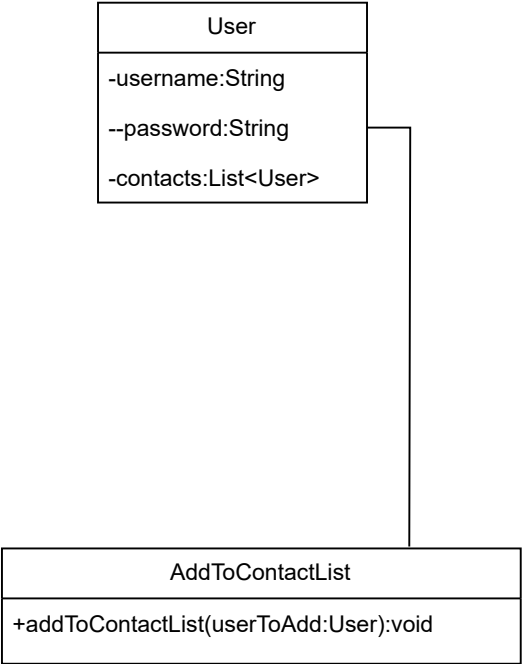 User
-username:String
--password:String
-contacts:List<User>
AddToContactList
+addToContactList(userToAdd:User):void